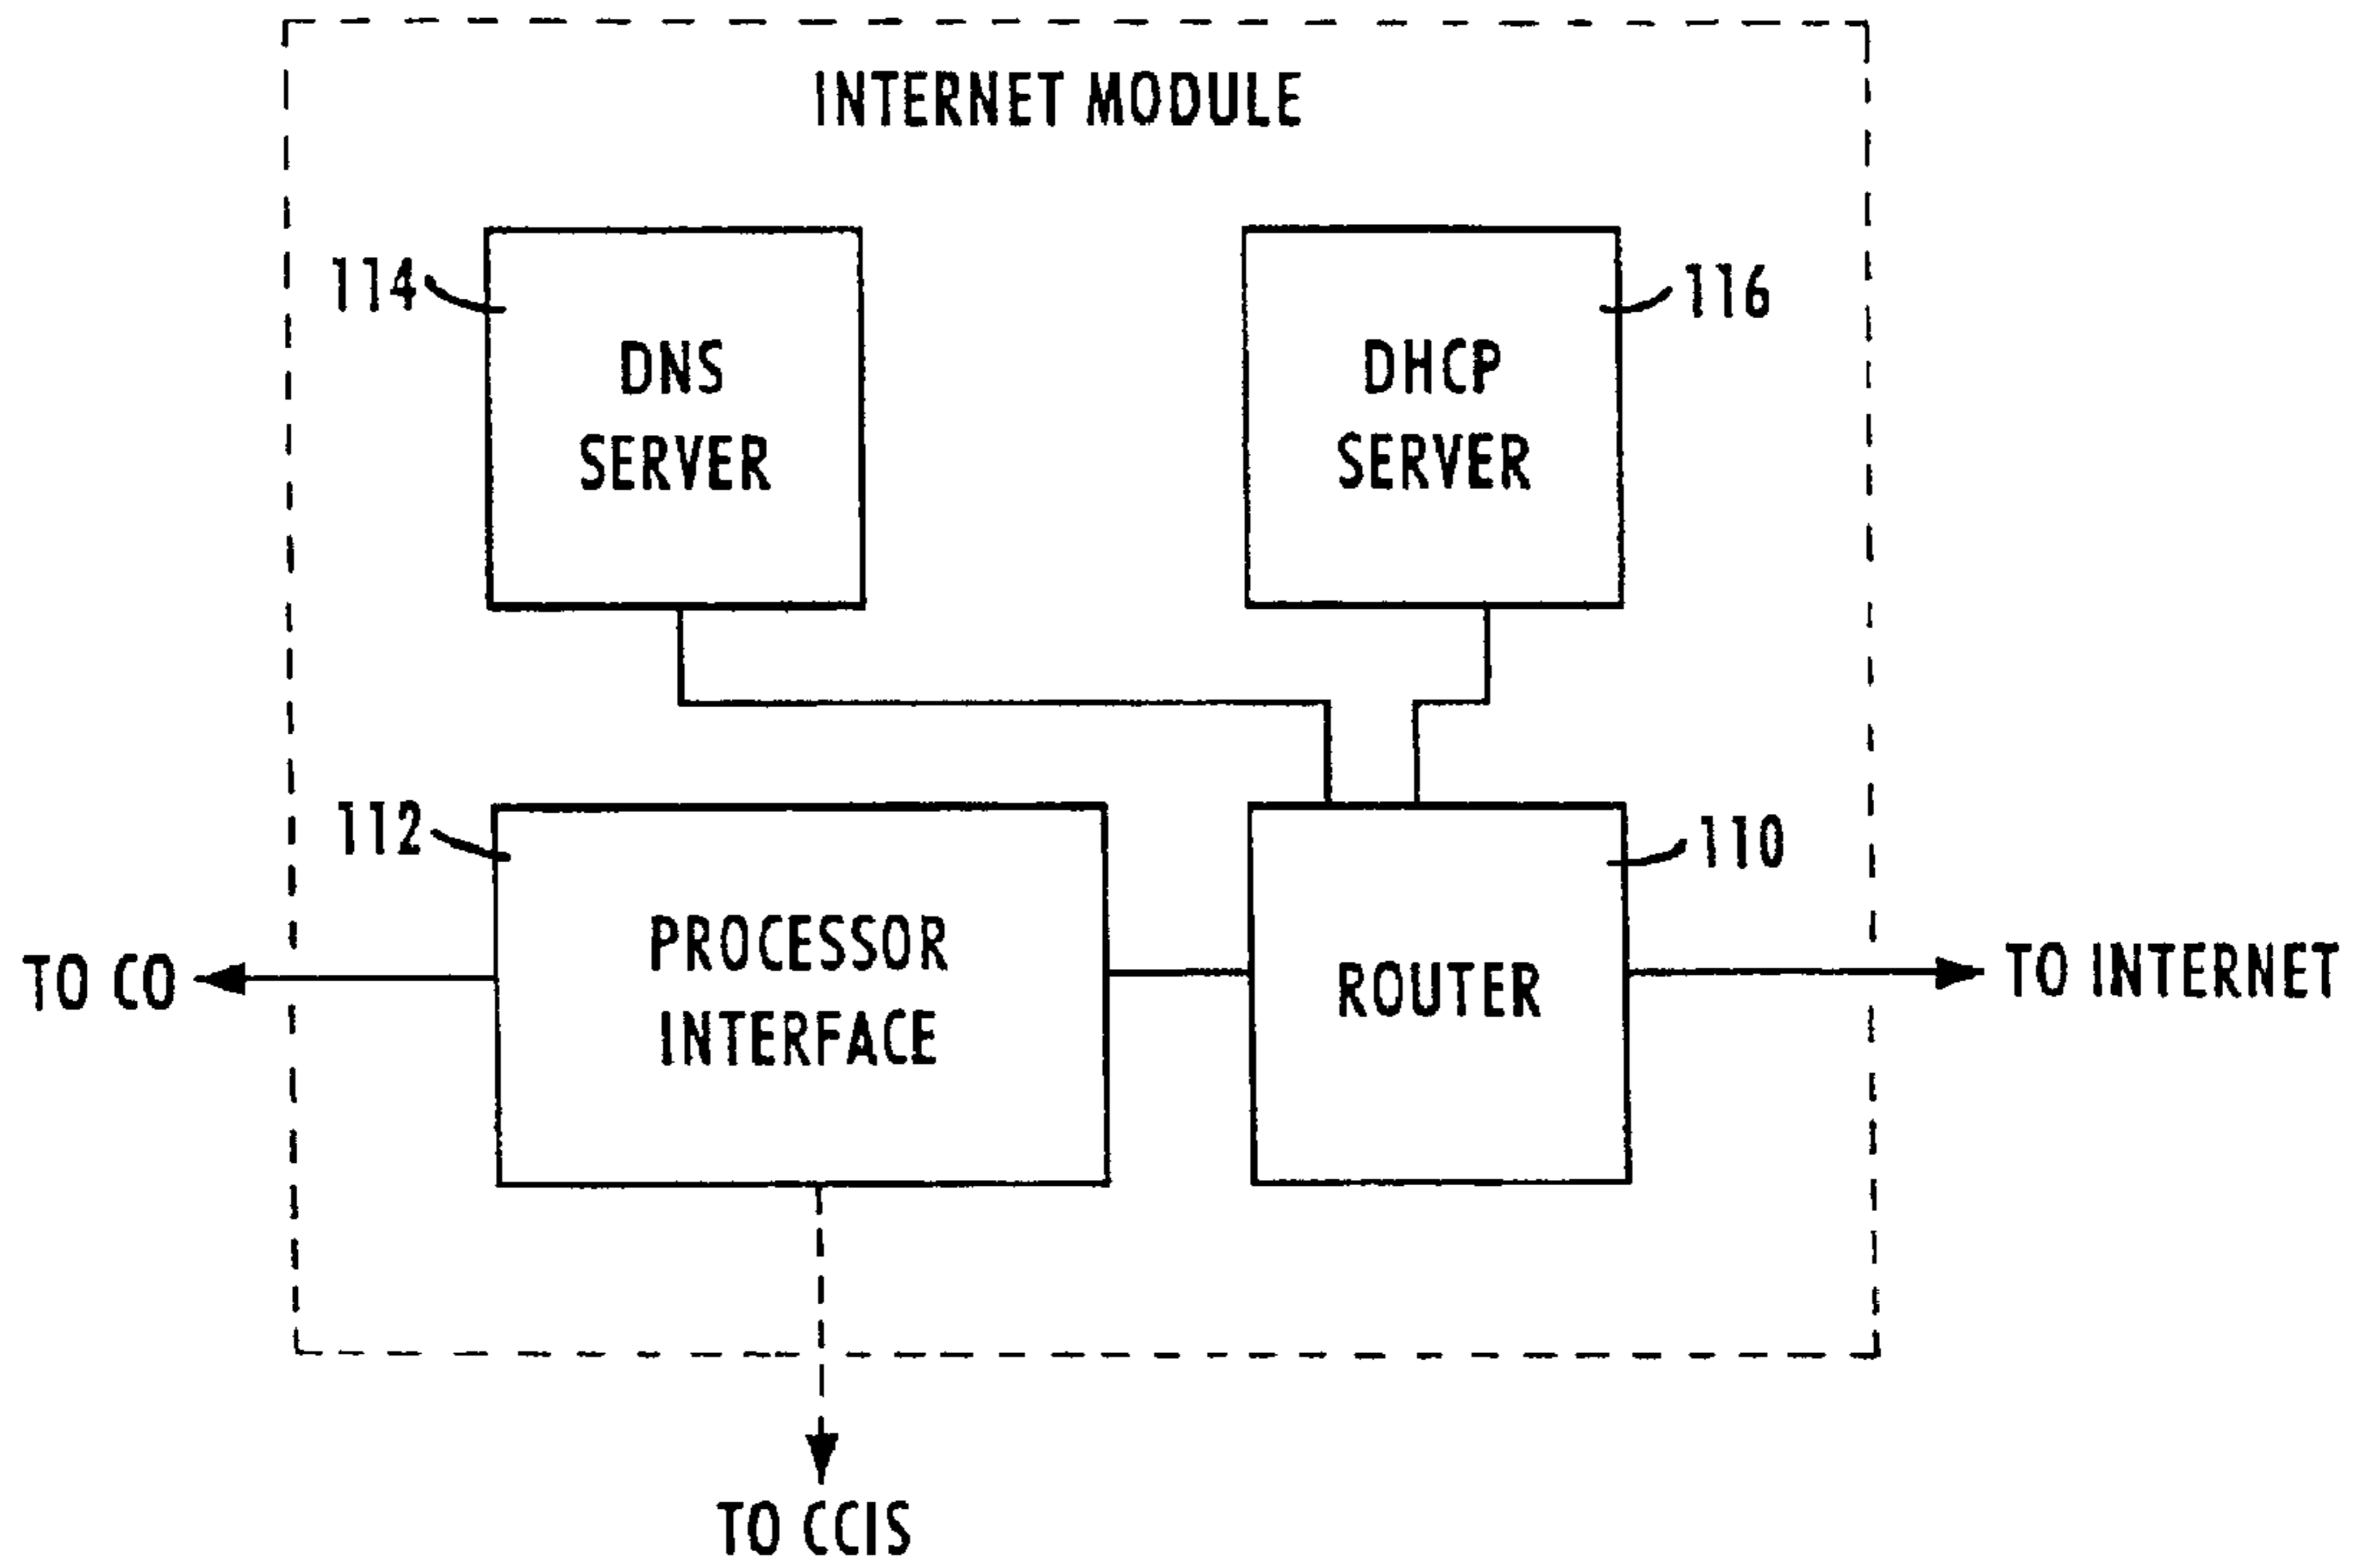 INTERNET MODULE
114
DNS
SERVER
116
DHCP
SERVER
112
PROCESSOR
INTERFACE
110
ROUTER
TO CO
TO INTERNET
TO CCIS